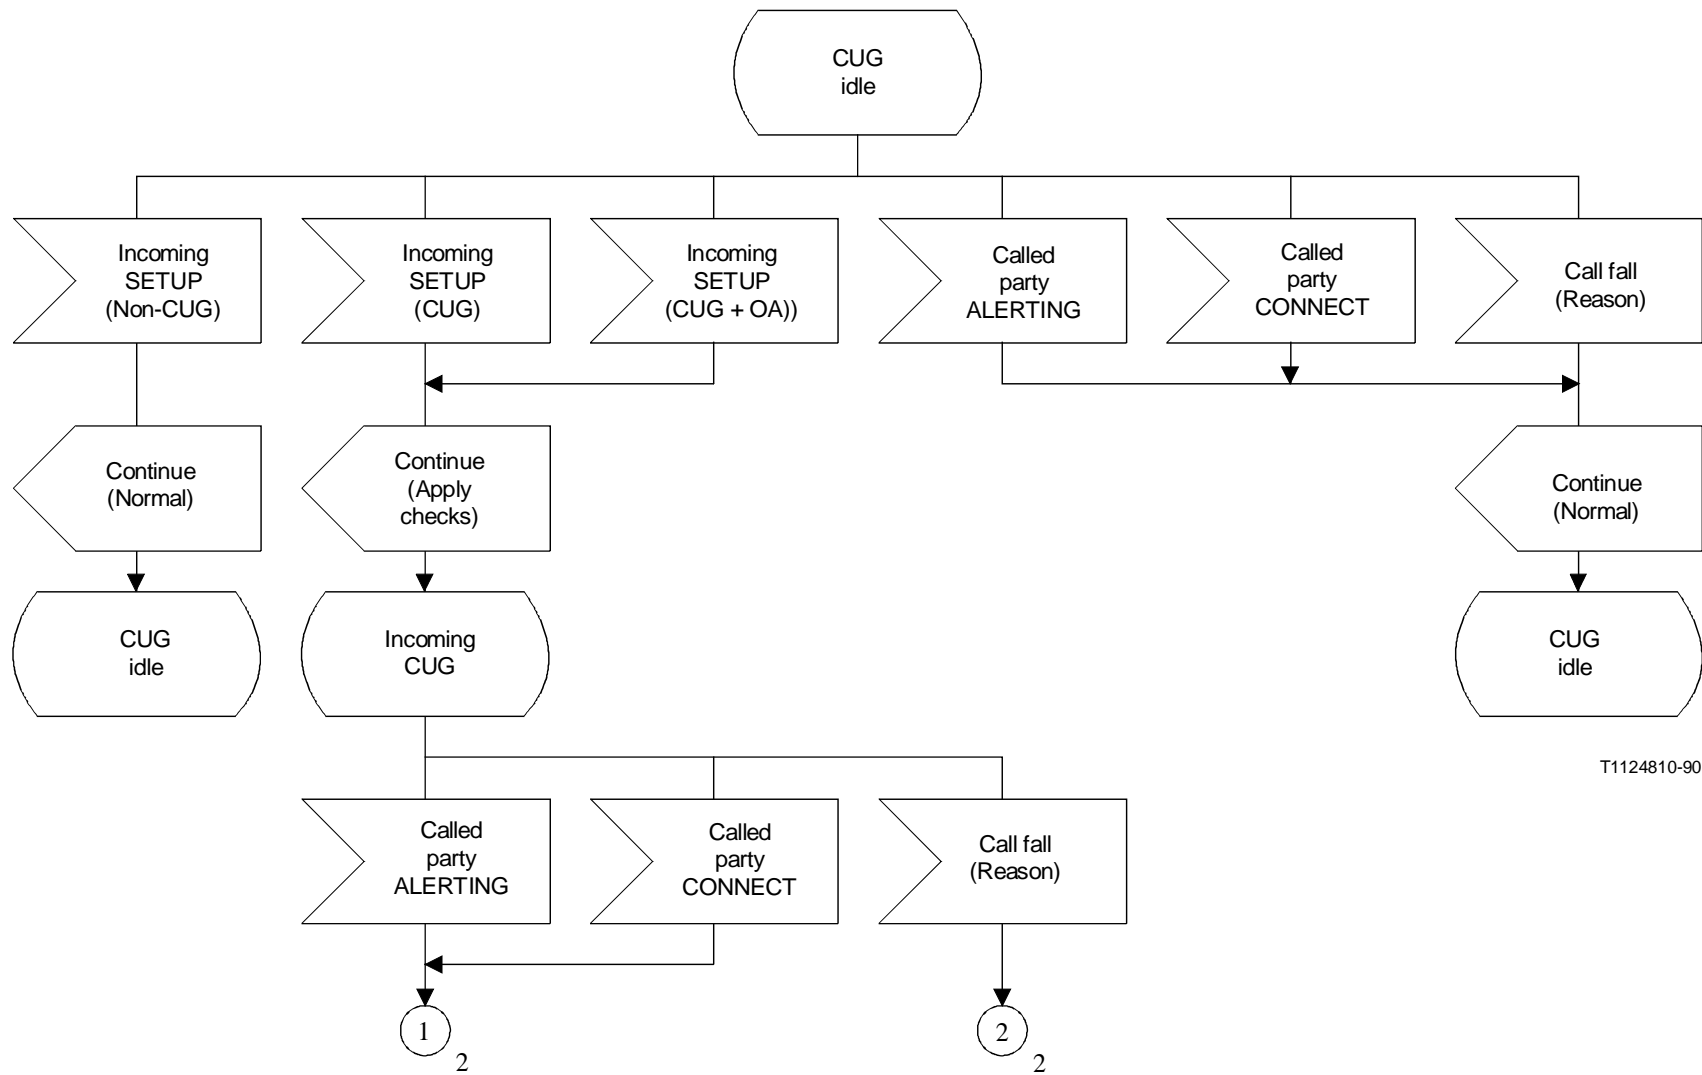 CUG
idle
Incoming
SETUP
(Non-CUG)
Incoming
SETUP
(CUG)
Incoming
SETUP
(CUG + OA))
Called
party
ALERTING
Called
party
CONNECT
Call fall
(Reason)
Continue
(Normal)
Continue
(Apply
checks)
Continue
(Normal)
CUG
idle
Incoming
CUG
CUG
idle
T1124810-90
Called
party
ALERTING
Called
party
CONNECT
Call fall
(Reason)
1
2
2
2